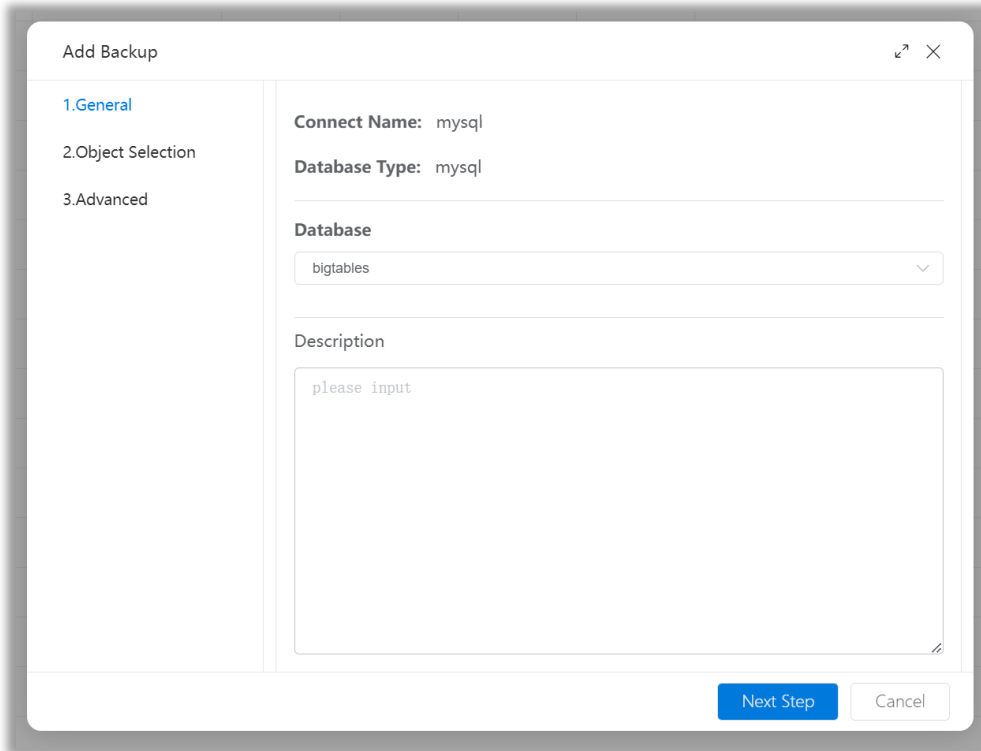 Add Backup
1.General
2.Object Selection
3.Advanced
Connect Name: mysql
Database Type: mysql
Database
bigtables
Description
please input
Next Step
Cancel